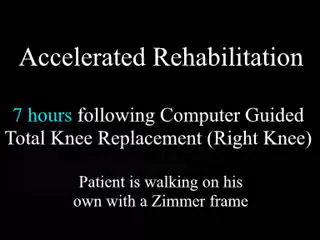 Accelerated Rehabilitation
7 hours following Computer Guided
Total Knee Replacement (Right Knee)
Patient is walking on his
own with a Zimmer frame